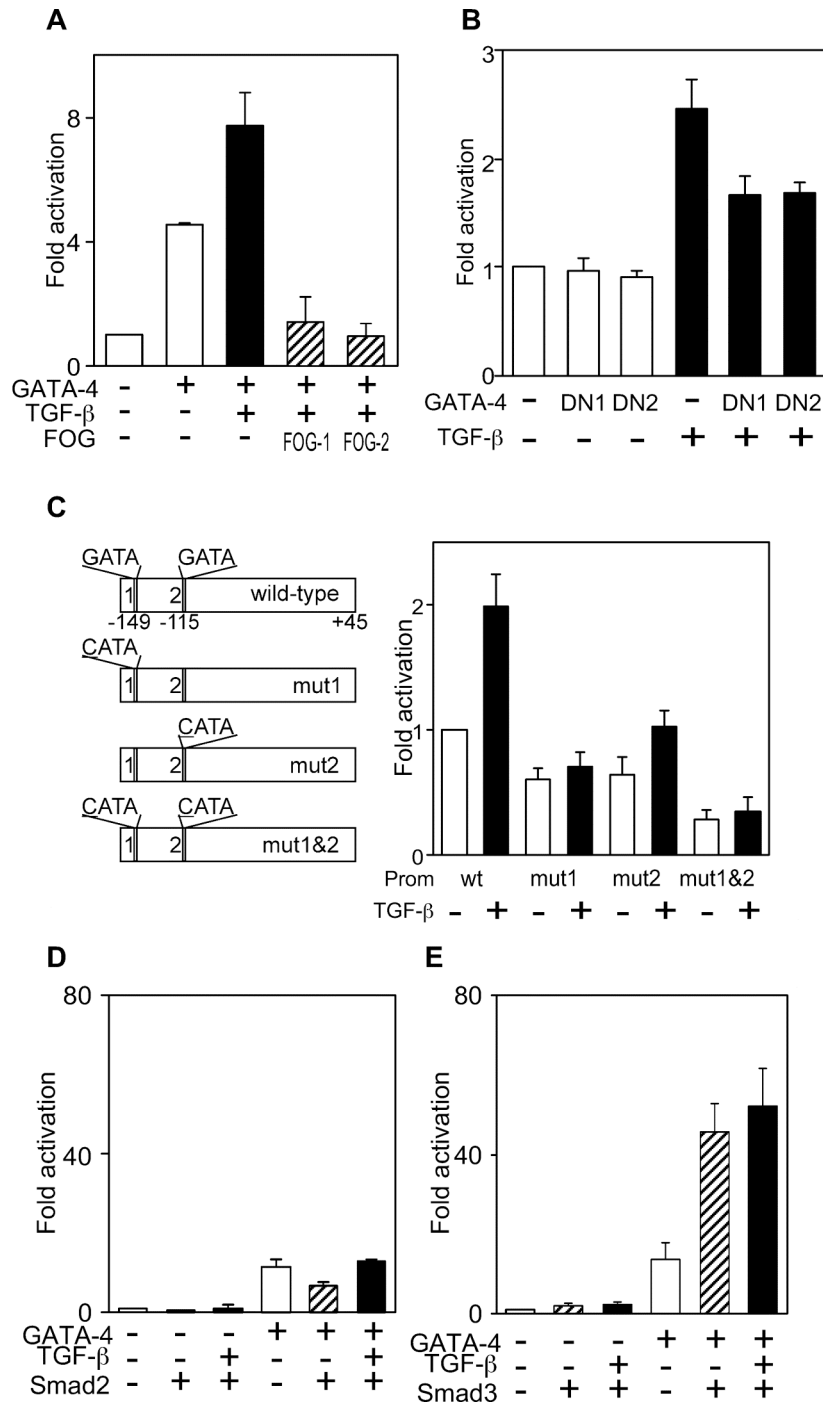 A
Fold activation
8
4
0
GATA-4 - + + + +
TGF-β - - + + +
FOG - - - FOG-1 FOG-2
B
Fold activation
3
2
1
0
GATA-4 - DN1 DN2 - DN1 DN2
TGF-β - - - + + +
C
GATA GATA
1 2 wild-type
-149 -115 +45
CATA
1 2 mut1
CATA
1 2 mut2
CATA CATA
1 2 mut1&2
Fold activation
2
1
0
Prom wt mut1 mut2 mut1&2
TGF-β - + - + - + - +
D
Fold activation
80
40
0
GATA-4 - - - + + +
TGF-β - - + - - +
Smad2 - + + - + +
E
Fold activation
80
40
0
GATA-4 - - - + + +
TGF-β - - + - - +
Smad3 - + + - + +